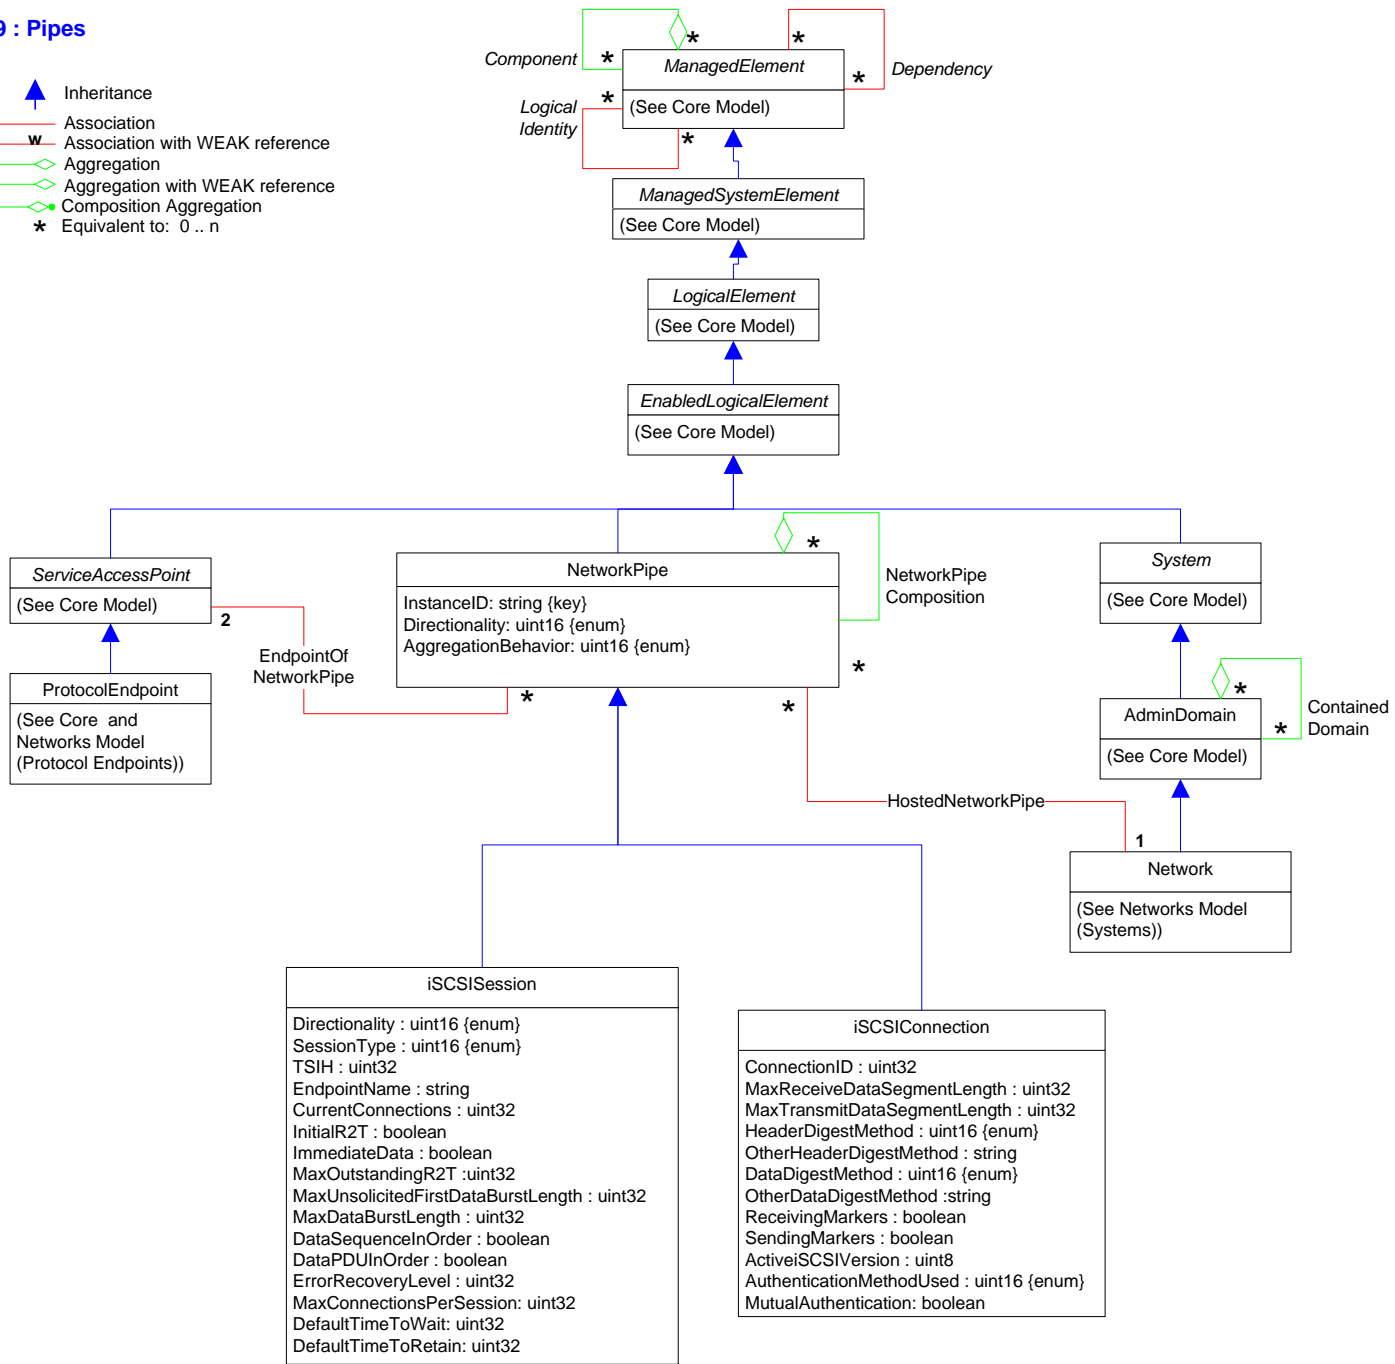 9 : Pipes
Inheritance
Association
w
Association with WEAK reference
Aggregation
Aggregation with WEAK reference
Composition Aggregation
* Equivalent to: 0 .. n
Component
*
*
*
*
Dependency
ManagedElement
(See Core Model)
Logical
Identity
*
*
ManagedSystemElement
(See Core Model)
LogicalElement
(See Core Model)
EnabledLogicalElement
(See Core Model)
ServiceAccessPoint
(See Core Model)
2
EndpointOf
NetworkPipe
*
ProtocolEndpoint
(See Core and
Networks Model
(Protocol Endpoints))
NetworkPipe
InstanceID: string {key}
Directionality: uint16 {enum}
AggregationBehavior: uint16 {enum}
*
*
NetworkPipe
Composition
*
HostedNetworkPipe
1
System
(See Core Model)
AdminDomain
(See Core Model)
*
*
Contained
Domain
Network
(See Networks Model
(Systems))
iSCSISession
Directionality : uint16 {enum}
SessionType : uint16 {enum}
TSIH : uint32
EndpointName : string
CurrentConnections : uint32
InitialR2T : boolean
ImmediateData : boolean
MaxOutstandingR2T :uint32
MaxUnsolicitedFirstDataBurstLength : uint32
MaxDataBurstLength : uint32
DataSequenceInOrder : boolean
DataPDUInOrder : boolean
ErrorRecoveryLevel : uint32
MaxConnectionsPerSession: uint32
DefaultTimeToWait: uint32
DefaultTimeToRetain: uint32
iSCSIConnection
ConnectionID : uint32
MaxReceiveDataSegmentLength : uint32
MaxTransmitDataSegmentLength : uint32
HeaderDigestMethod : uint16 {enum}
OtherHeaderDigestMethod : string
DataDigestMethod : uint16 {enum}
OtherDataDigestMethod :string
ReceivingMarkers : boolean
SendingMarkers : boolean
ActiveiSCSIVersion : uint8
AuthenticationMethodUsed : uint16 {enum}
MutualAuthentication: boolean